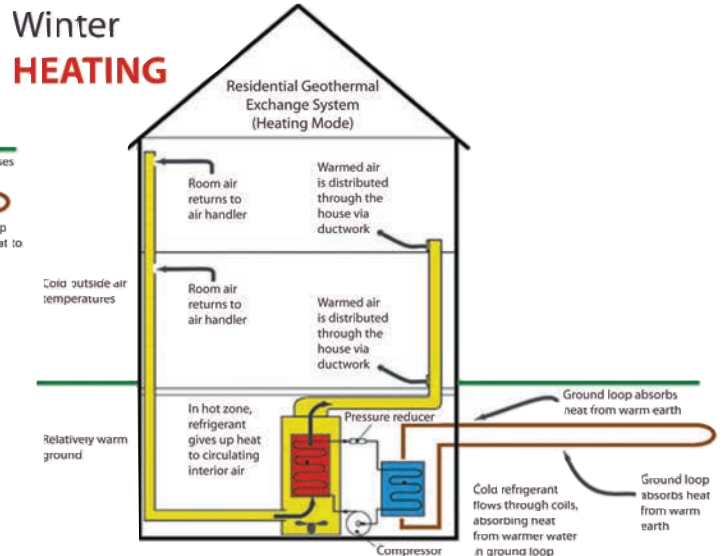 Winter
HEATING
Residential Geothermal
Exchange System
(Heating Mode)
Room air
returns to
air handler
Warmed air
is distributed
through the
house via
ductwork
Cold outside air
temperatures
Room air
returns to
air handler
Warmed air
is distributed
through the
house via
ductwork
Relatively warm
ground
In hot zone,
refrigerant
gives up heat
to circulating
interior air
Pressure reducer
Compressor
Ground loop absorbs
heat from warm earth
Cold refrigerant
flows through coils,
absorbing heat
from warmer water
in ground loop
Ground loop
absorbs heat
from warm
earth